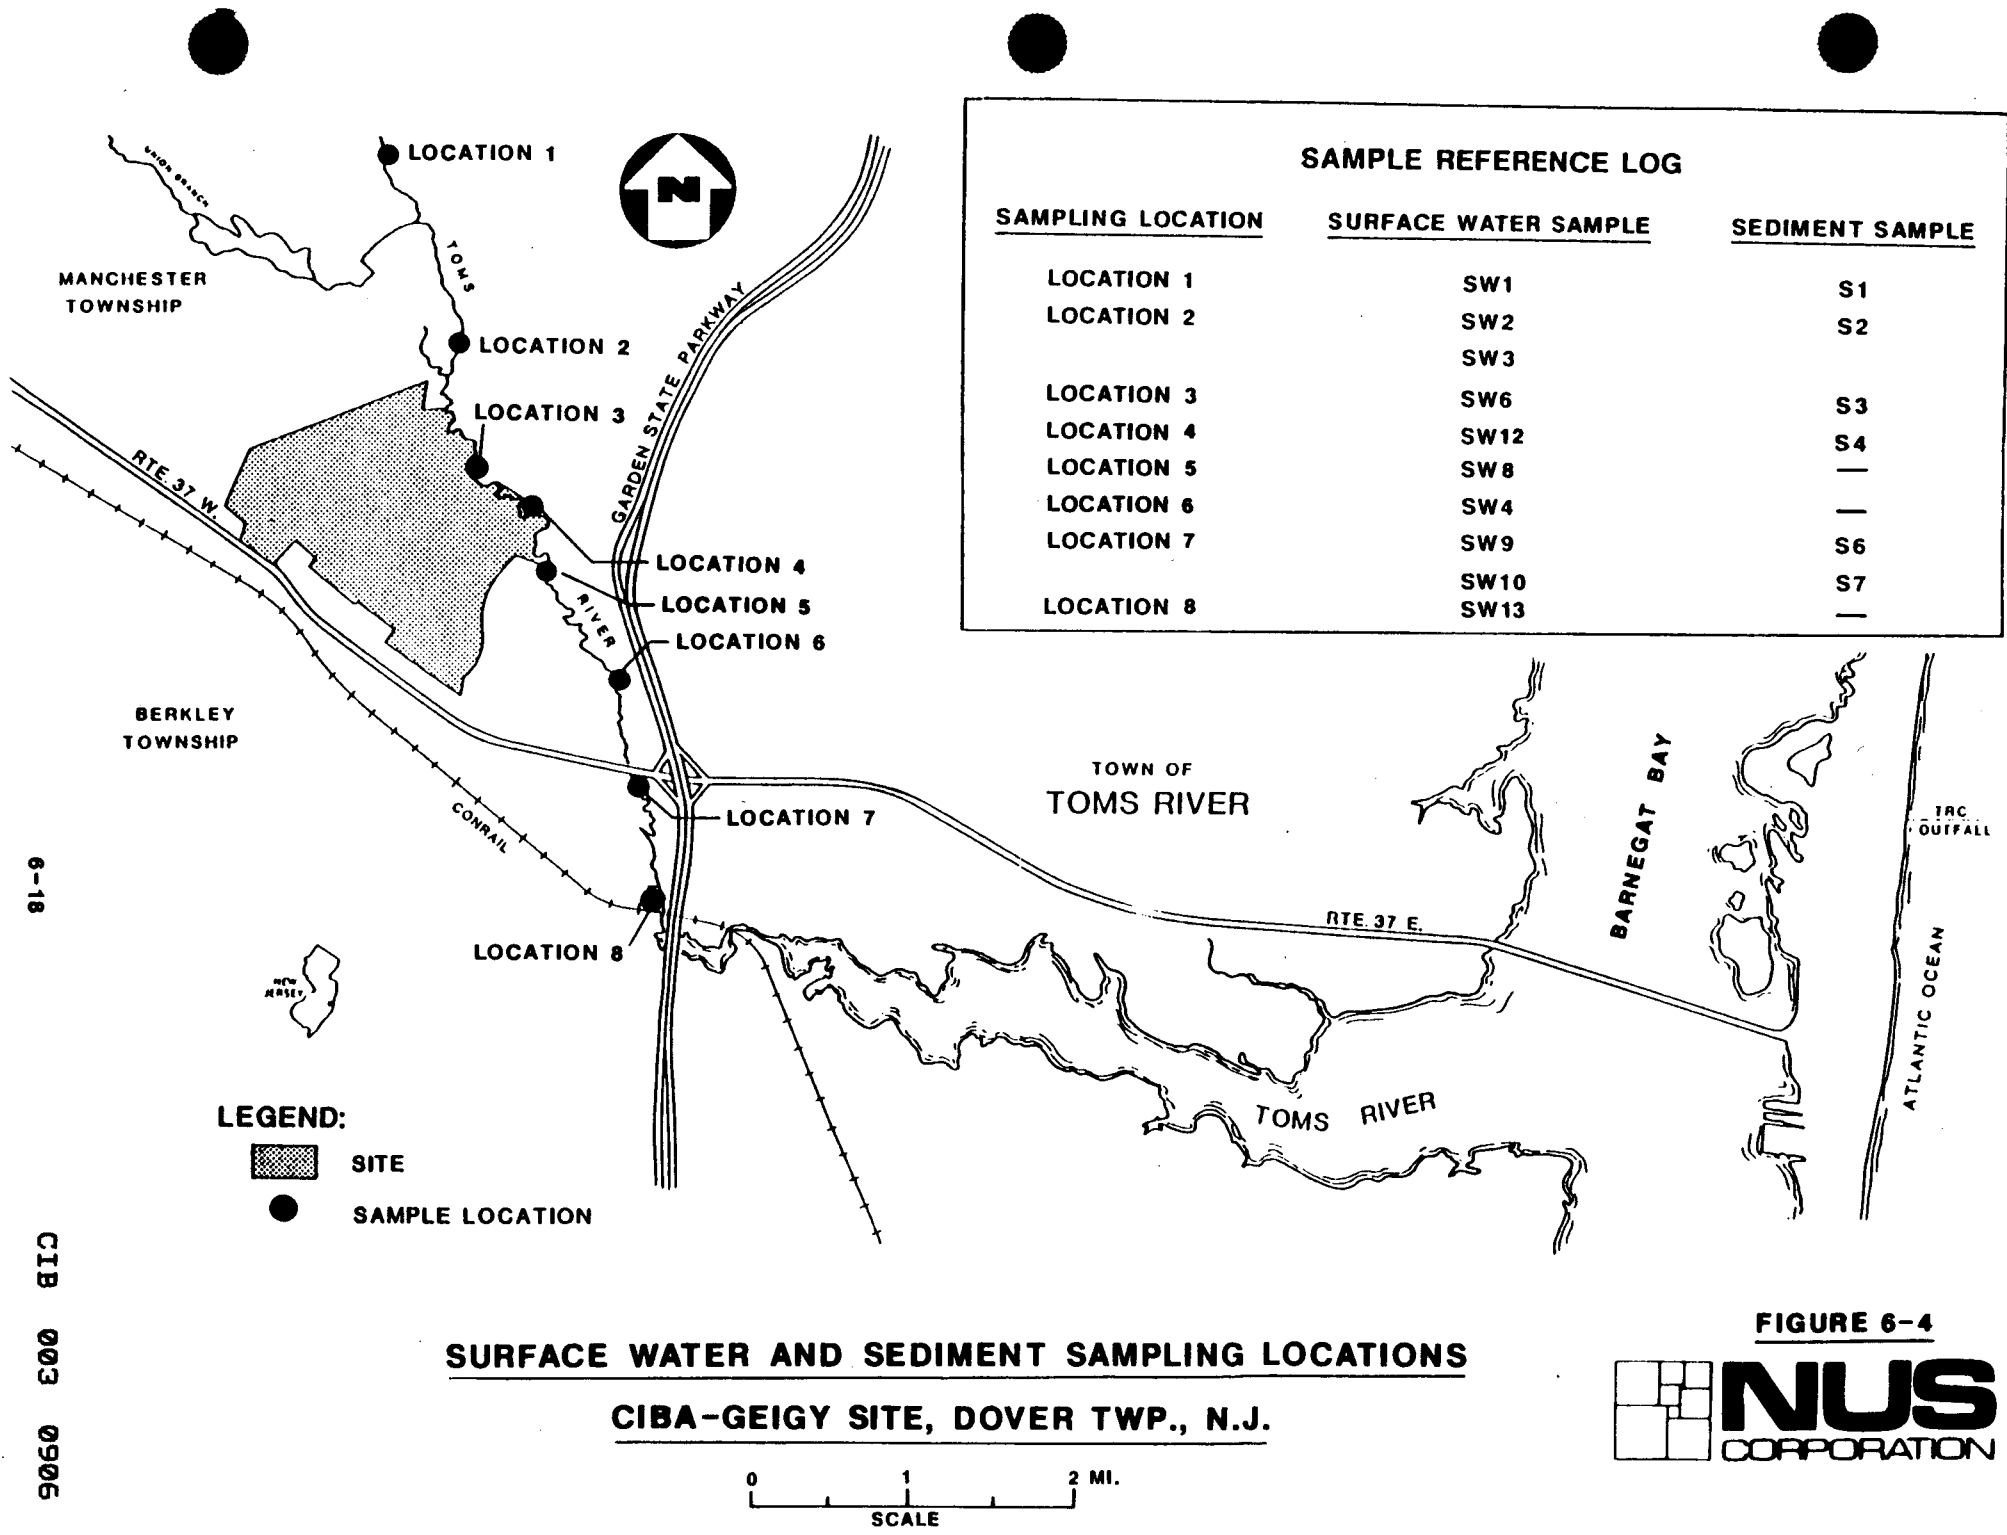 LOCATION 1
UNION BRANCH
TOMS
MANCHESTER
TOWNSHIP
N
LOCATION 2
LOCATION 3
GARDEN STATE PARKWAY
RTE. 37 W.
LOCATION 4
LOCATION 5
RIVER
LOCATION 6
BERKLEY
TOWNSHIP
CONRAIL
LOCATION 7
LOCATION 8
SAMPLE REFERENCE LOG
SAMPLING LOCATION SURFACE WATER SAMPLE SEDIMENT SAMPLE
LOCATION 1 SW1 S1
LOCATION 2 SW2 S2
SW3
LOCATION 3 SW6 S3
LOCATION 4 SW12 S4
LOCATION 5 SW8 —
LOCATION 6 SW4 —
LOCATION 7 SW9 S6
SW10 S7
LOCATION 8 SW13 —
TOWN OF
TOMS RIVER
BARNEGAT BAY
TRC
OUTFALL
ATLANTIC OCEAN
RTE. 37 E.
TOMS RIVER
NEW
JERSEY
LEGEND:
SITE
SAMPLE LOCATION
6-18
CIB 003 0906
SURFACE WATER AND SEDIMENT SAMPLING LOCATIONS
CIBA-GEIGY SITE, DOVER TWP., N.J.
0 1 2 MI.
SCALE
FIGURE 6-4
NUS
CORPORATION